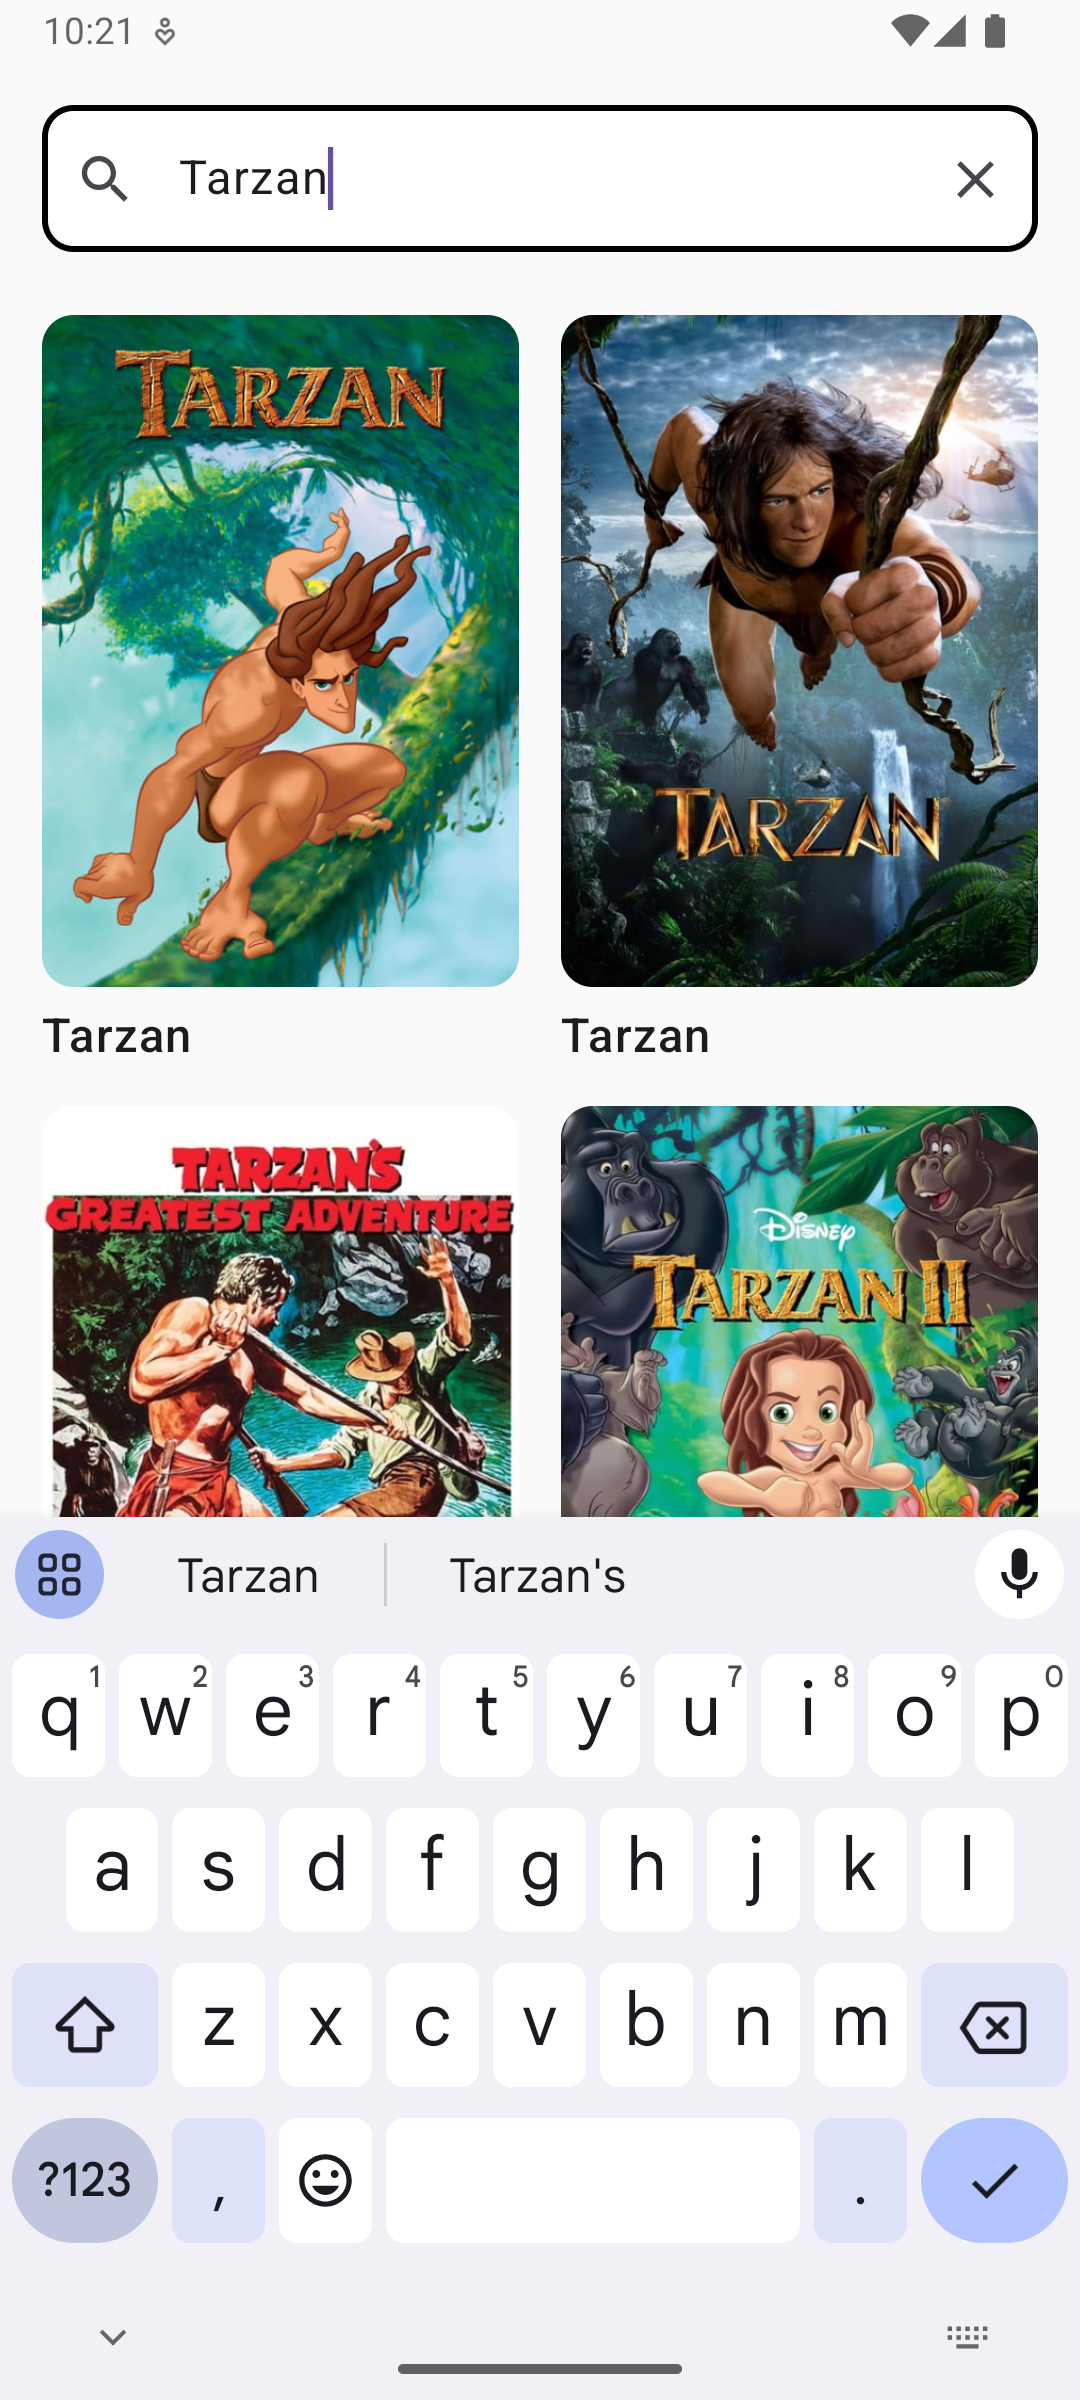 10:21
Tarzan
TARZAN
TARZAN
Tarzan
Tarzan
TARZAN'S
GREATEST ADVENTURE
DISNEY
TARZAN II
Tarzan
Tarzan's
q 1 w 2 e 3 r 4 t 5 y 6 u 7 i 8 o 9 p 0
a s d f g h j k l
z x c v b n m
?123 , .